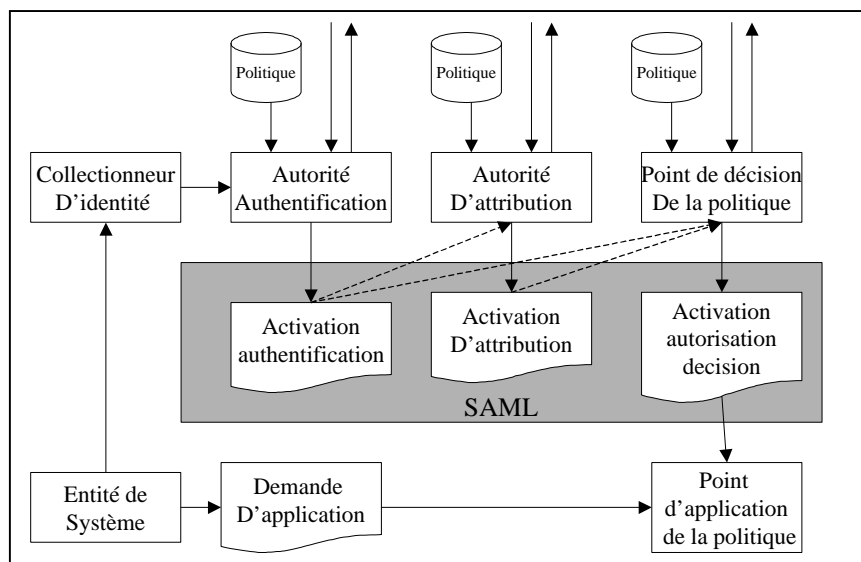 Politique
Politique
Politique
Collectionneur
D’identité
Autorité
Authentification
Autorité
D’attribution
Point de décision
De la politique
Activation
authentification
Activation
D’attribution
Activation
autorisation
decision
SAML
Entité de
Système
Demande
D’application
Point
d’application
de la politique